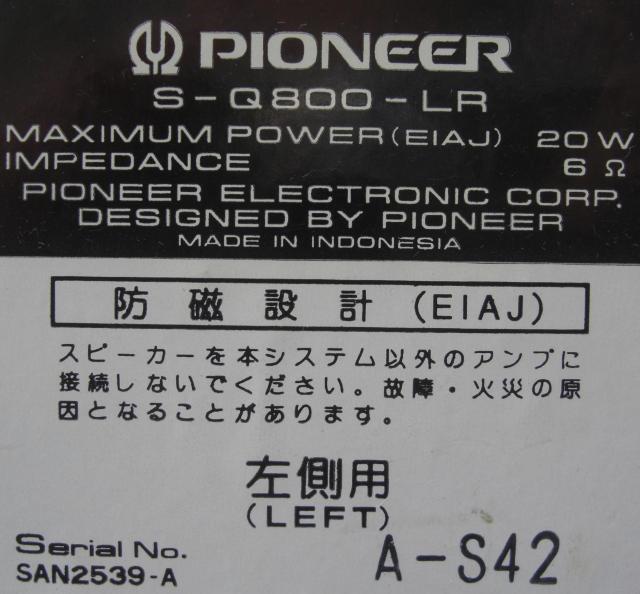 PIONEER
S-Q800-LR
MAXIMUM POWER(EIAJ) 20W
IMPEDANCE 6Ω
PIONEER ELECTRONIC CORP.
DESIGNED BY PIONEER
MADE IN INDONESIA
防磁設計(EIAJ)
スピーカーを本システム以外のアンプに
接続しないでください。故障・火災の原
因となることがあります。
左側用
(LEFT)
Serial No. A-S42
SAN2539-A